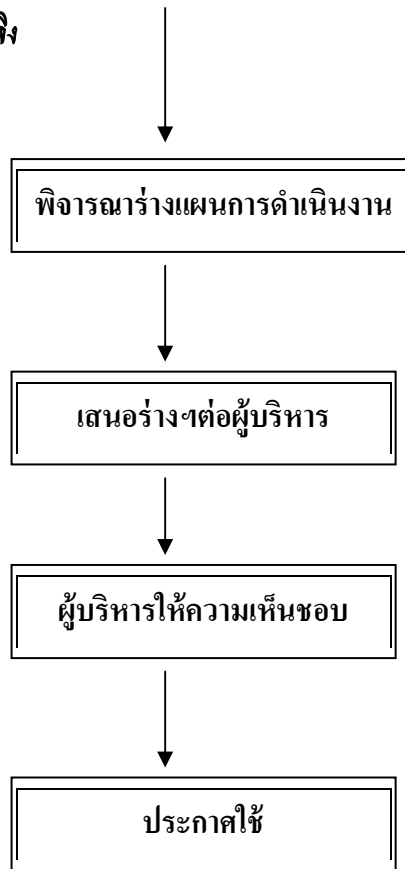 พิจารณาร่างแผนการดำเนินงาน
เสนอร่างฯต่อผู้บริหาร
ผู้บริหารให้ความเห็นชอบ
ประกาศใช้